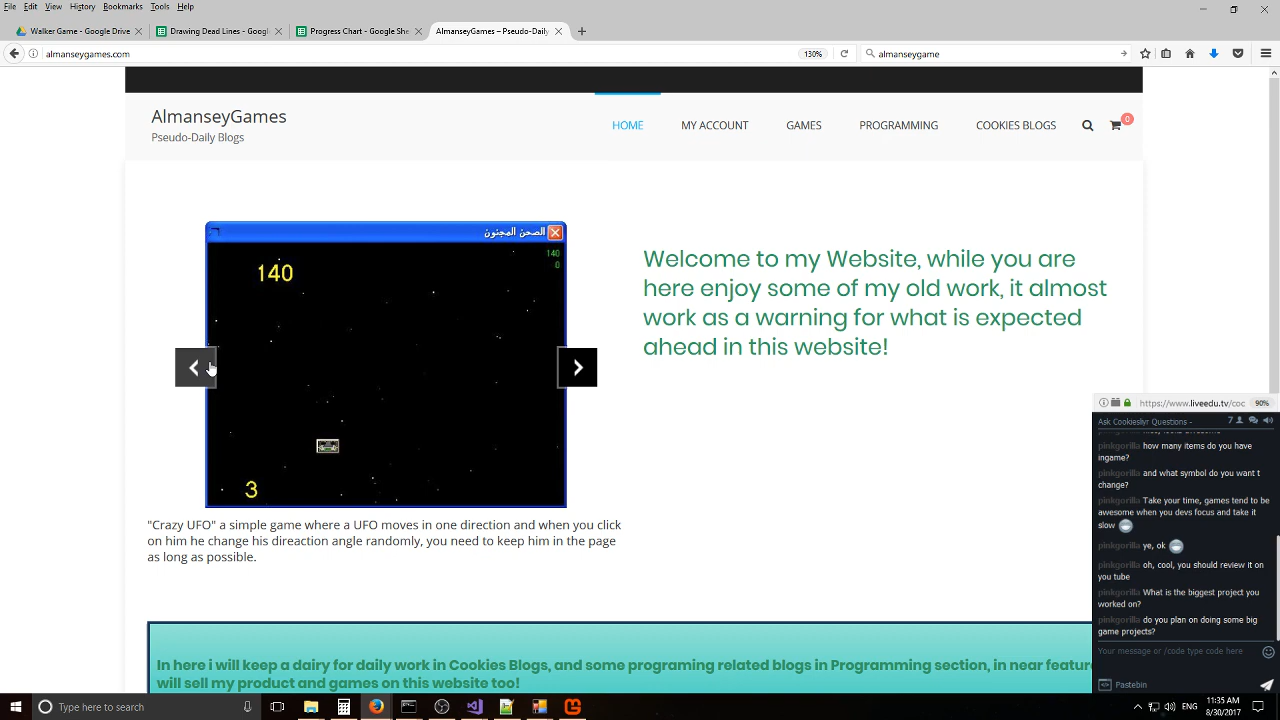 File Edit View History Bookmarks Tools Help
Walker Game - Google Drive
Drawing Dead Lines - Google
Progress Chart - Google She
AlmanseyGames – Pseudo-Dail
almanseygames.com
130%
almanseygame
AlmanseyGames
Pseudo-Daily Blogs
HOME
MY ACCOUNT
GAMES
PROGRAMMING
COOKIES BLOGS
0
الصحن المجنون
140
140
0
3
Welcome to my Website, while you are
here enjoy some of my old work, it almost
work as a warning for what is expected
ahead in this website!
"Crazy UFO" a simple game where a UFO moves in one direction and when you click
on him he change his direaction angle randomly, you need to keep him in the page
as long as possible.
In here i will keep a dairy for daily work in Cookies Blogs, and some programing related blogs in Programming section, in near feature
will sell my product and games on this website too!
https://www.liveedu.tv/coc
90%
Ask Cookiesliyr Questions -
7
pinkgorilla how many items do you have
ingame?
pinkgorilla and what symbol do you want t
change?
pinkgorilla Take your time, games tend to be
awesome when you devs focus and take it
slow
pinkgorilla ye, ok
pinkgorilla oh, cool, you should review it on
you tube
pinkgorilla What is the biggest project you
worked on?
pinkgorilla do you plan on doing some big
game projects?
Your message or /code type code here
Pastebin
Type here to search
ENG
11:35 AM
8/30/2017